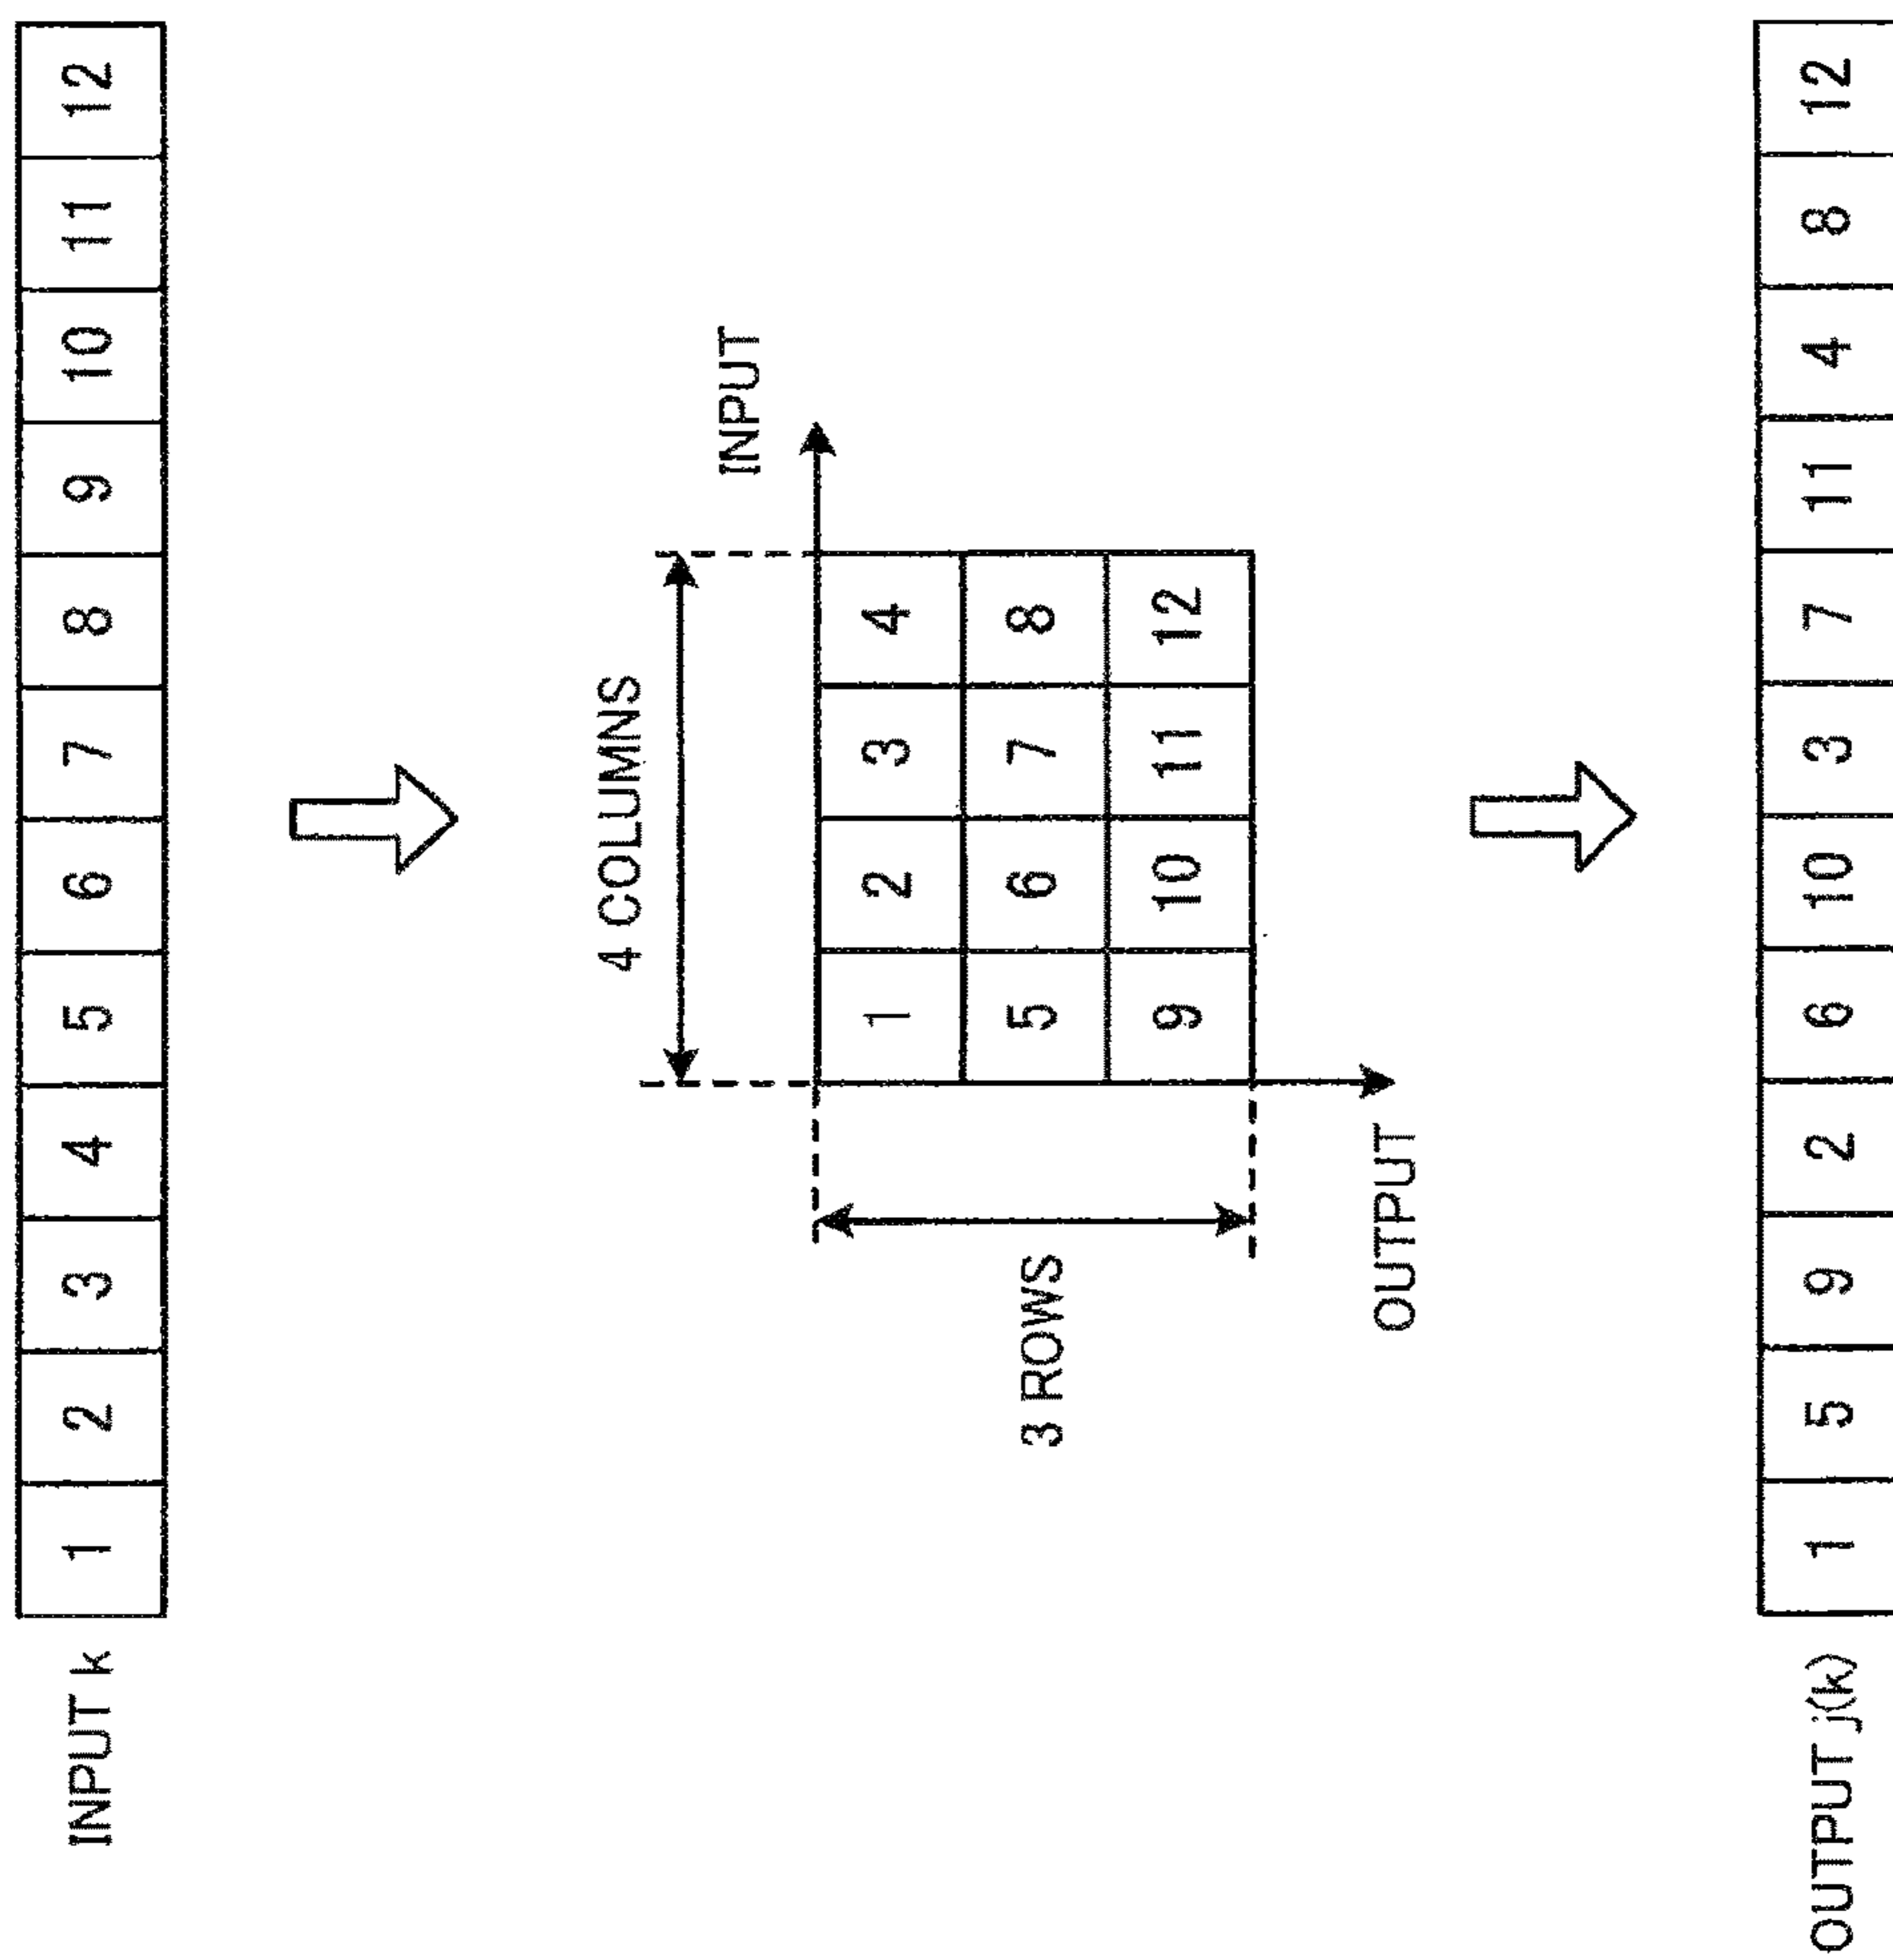 INPUT k 1 2 3 4 5 6 7 8 9 10 11 12
4 COLUMNS
INPUT
3 ROWS
1 2 3 4
5 6 7 8
9 10 11 12
OUTPUT
OUTPUT j(k) 1 5 9 2 6 10 3 7 11 4 8 12